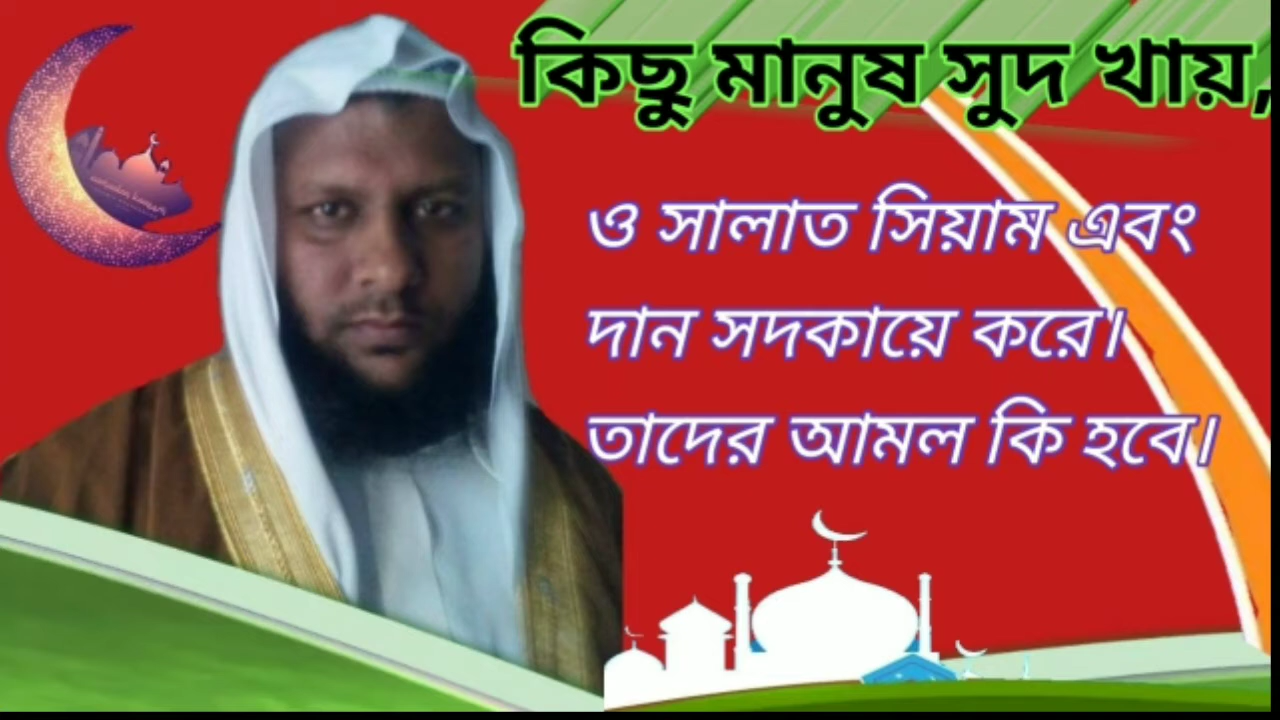 কিছু মানুষ সুদ খায়,
ও সালাত সিয়াম এবং
দান সদকায়ে করে।
তাদের আমল কি হবে।